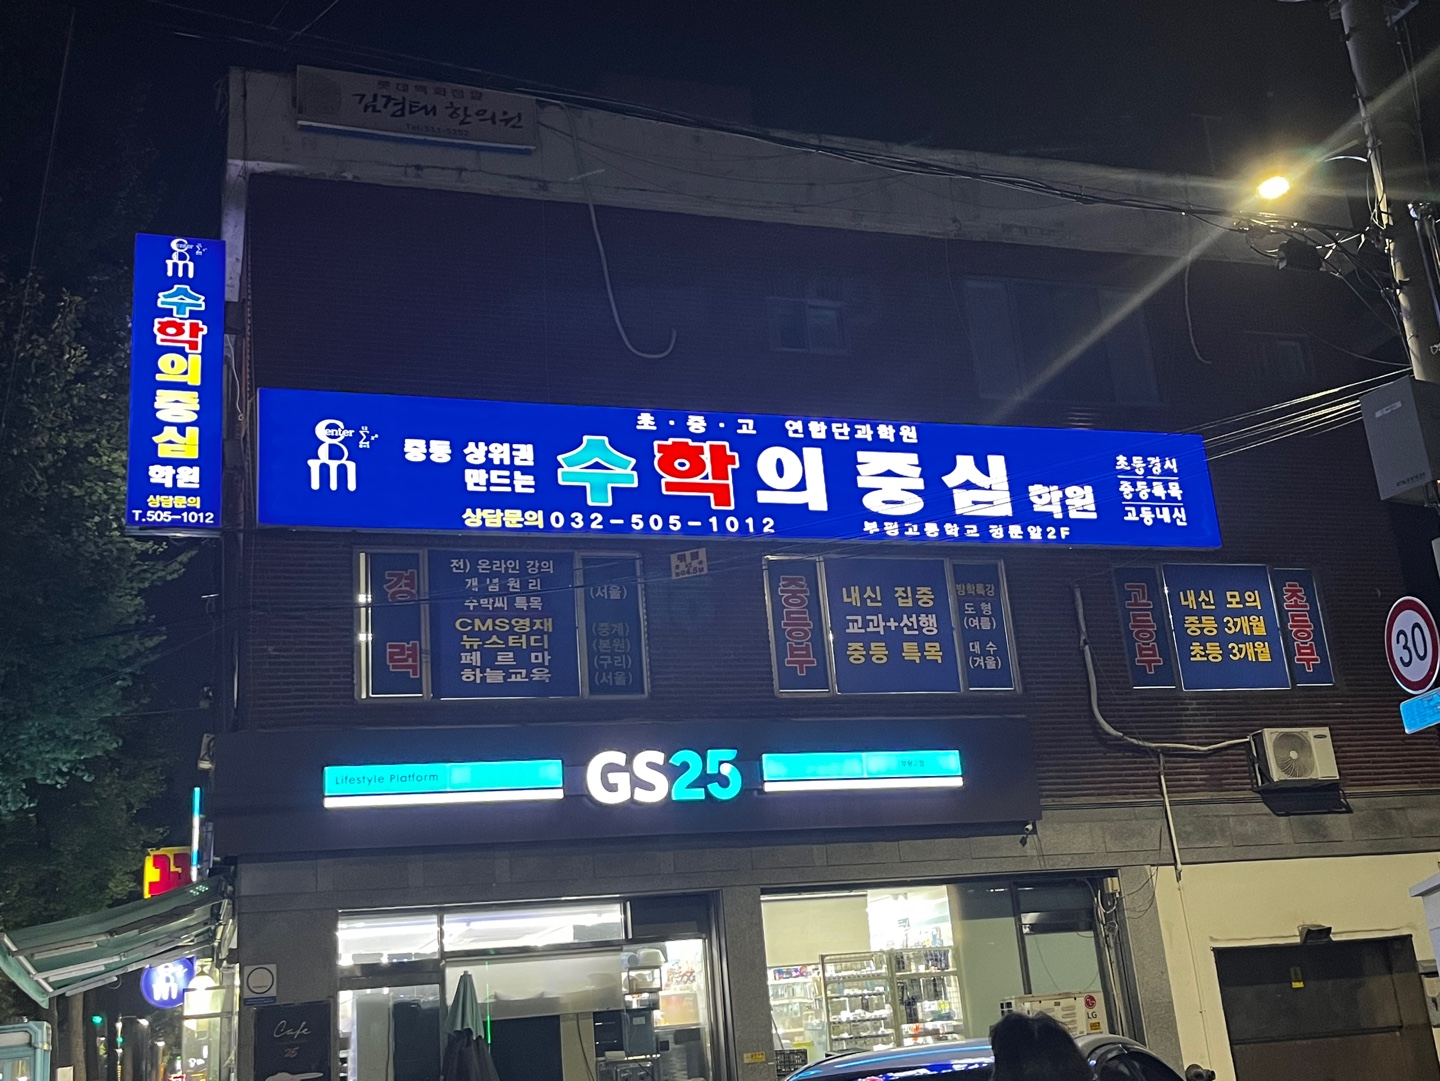 김경태 한의원
Center
수학의중심
학원
상담문의
T.505-1012
Center
초·중·고 연합단과학원
중등 상위권
만드는
수학의 중심 학원
상담문의 032-505-1012
부평고등학교 정문앞2F
초등경시
중등특목
고등내신
경력
전) 온라인 강의
개념원리
수박씨 특목 (서울)
CMS영재
뉴스터디
페르마
하늘교육
(중계)
(본원)
(구리)
(서울)
중등부
내신 집중
교과+선행
중등 특목
방학특강
도형
(여름)
대수
(겨울)
고등부
내신 모의
중등 3개월
초등 3개월
초등부
30
Lifestyle Platform
GS25
Cafe
25
LG